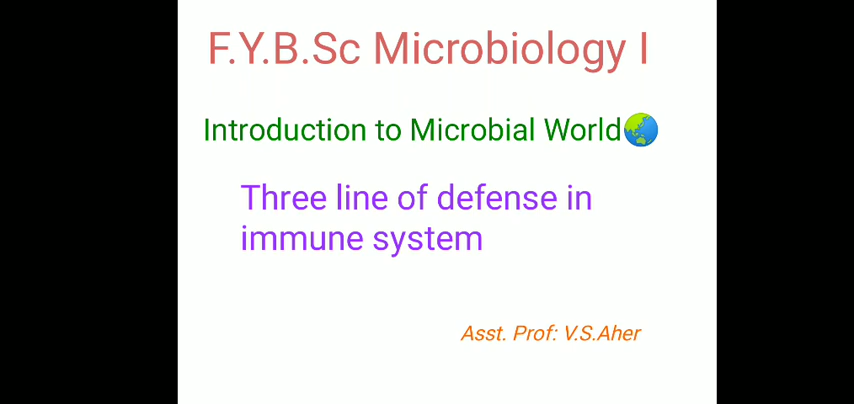 F.Y.B.Sc Microbiology I
Introduction to Microbial World🌏
Three line of defense in
immune system
Asst. Prof: V.S.Aher